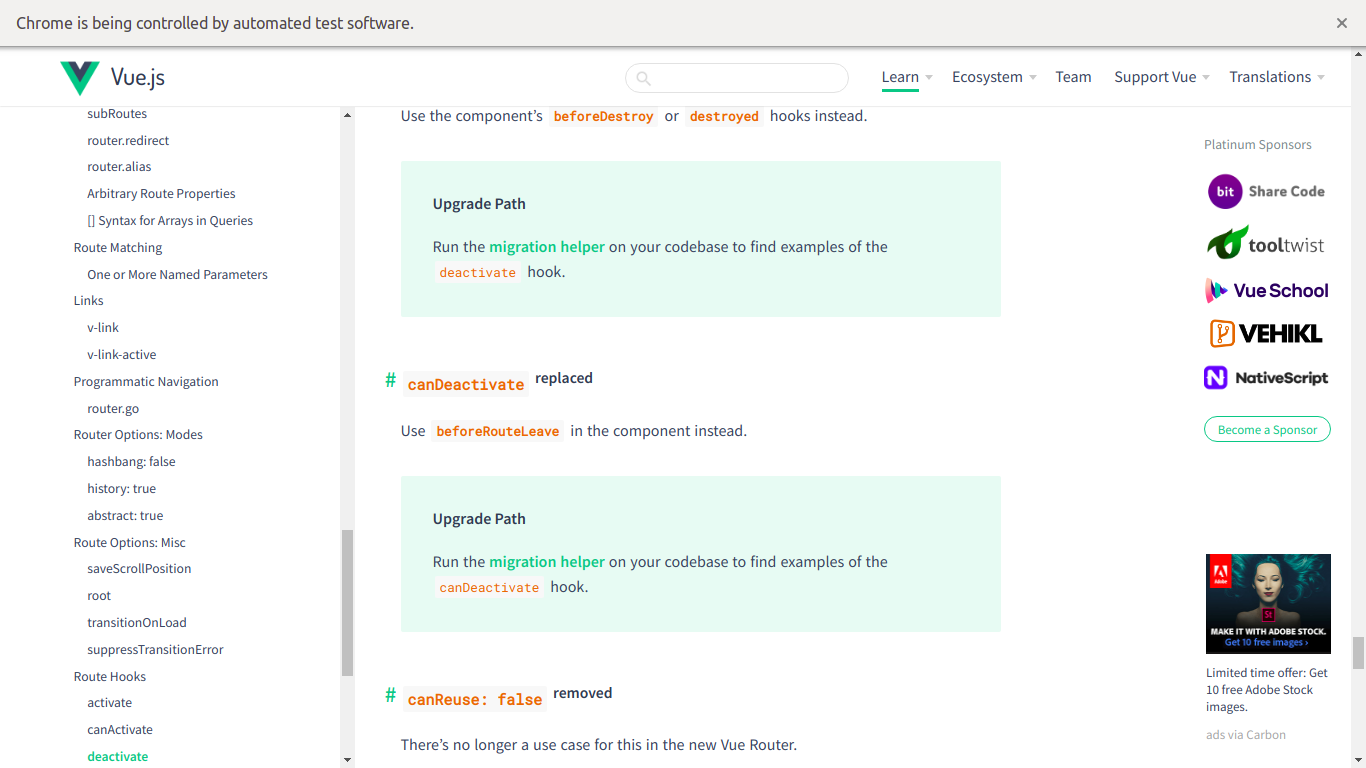 Chrome is being controlled by automated test software.
Vue.js
Learn
Ecosystem
Team
Support Vue
Translations
subRoutes
router.redirect
router.alias
Arbitrary Route Properties
[] Syntax for Arrays in Queries
Route Matching
One or More Named Parameters
Links
v-link
v-link-active
Programmatic Navigation
router.go
Router Options: Modes
hashbang: false
history: true
abstract: true
Route Options: Misc
saveScrollPosition
root
transitionOnLoad
suppressTransitionError
Route Hooks
activate
canActivate
deactivate
Use the component’s beforeDestroy or destroyed hooks instead.
Upgrade Path
Run the migration helper on your codebase to find examples of the
deactivate hook.
# canDeactivate replaced
Use beforeRouteLeave in the component instead.
Upgrade Path
Run the migration helper on your codebase to find examples of the
canDeactivate hook.
# canReuse: false removed
There’s no longer a use case for this in the new Vue Router.
Platinum Sponsors
bit Share Code
tooltwist
Vue School
VEHIKL
NativeScript
Become a Sponsor
Adobe
St
MAKE IT WITH ADOBE STOCK.
Get 10 free images ›
Limited time offer: Get
10 free Adobe Stock
images.
ads via Carbon